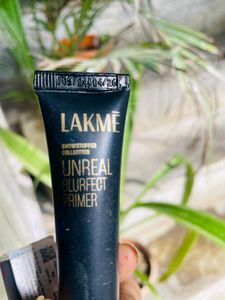 LAKMĒ
SHOWSTOPPER
COLLECTION
UNREAL
BLURFECT
PRIMER